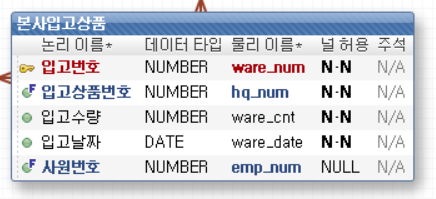 본사입고상품
논리 이름* 데이터 타입 물리 이름* 널 허용 주석
입고번호 NUMBER ware_num N-N N/A
입고상품번호 NUMBER hq_num N-N N/A
입고수량 NUMBER ware_cnt N-N N/A
입고날짜 DATE ware_date N-N N/A
사원번호 NUMBER emp_num NULL N/A